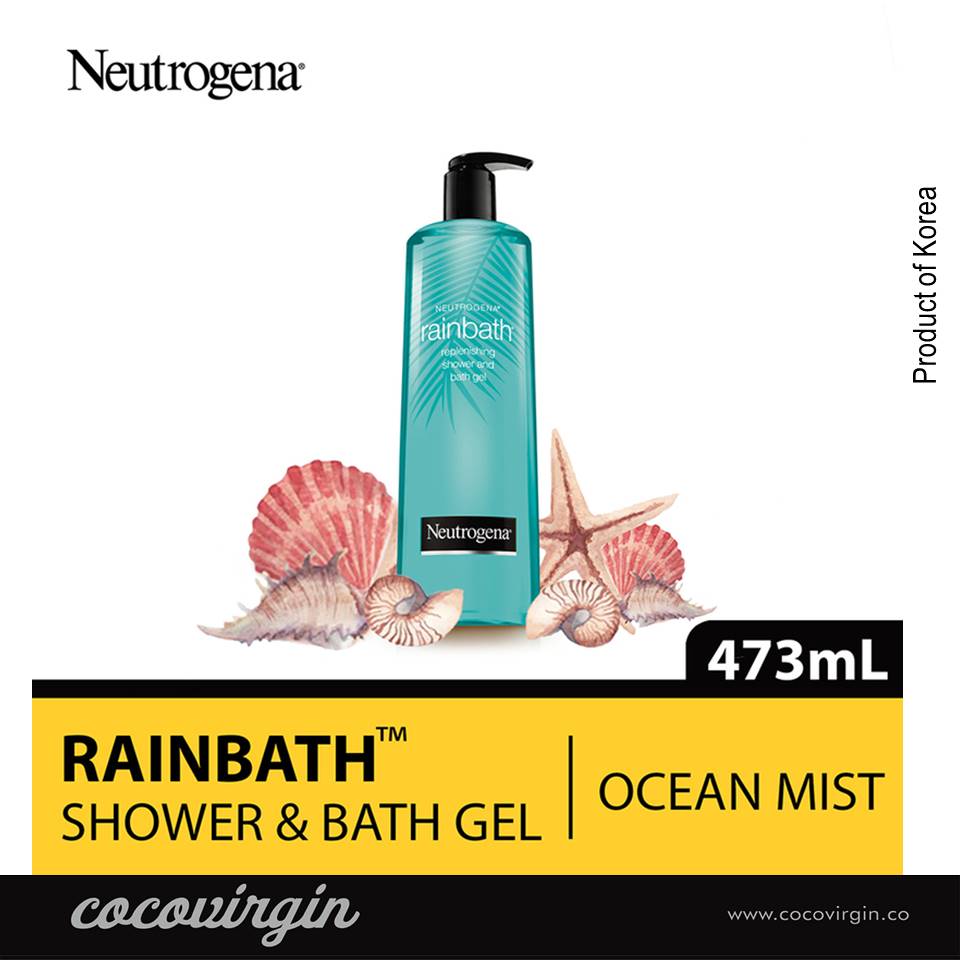 Neutrogena®
Product of Korea
NEUTROGENA®
rainbath®
replenishing
shower and
bath gel
Neutrogena®
473mL
RAINBATH™
SHOWER & BATH GEL
OCEAN MIST
cocovirgin
www.cocovirgin.co